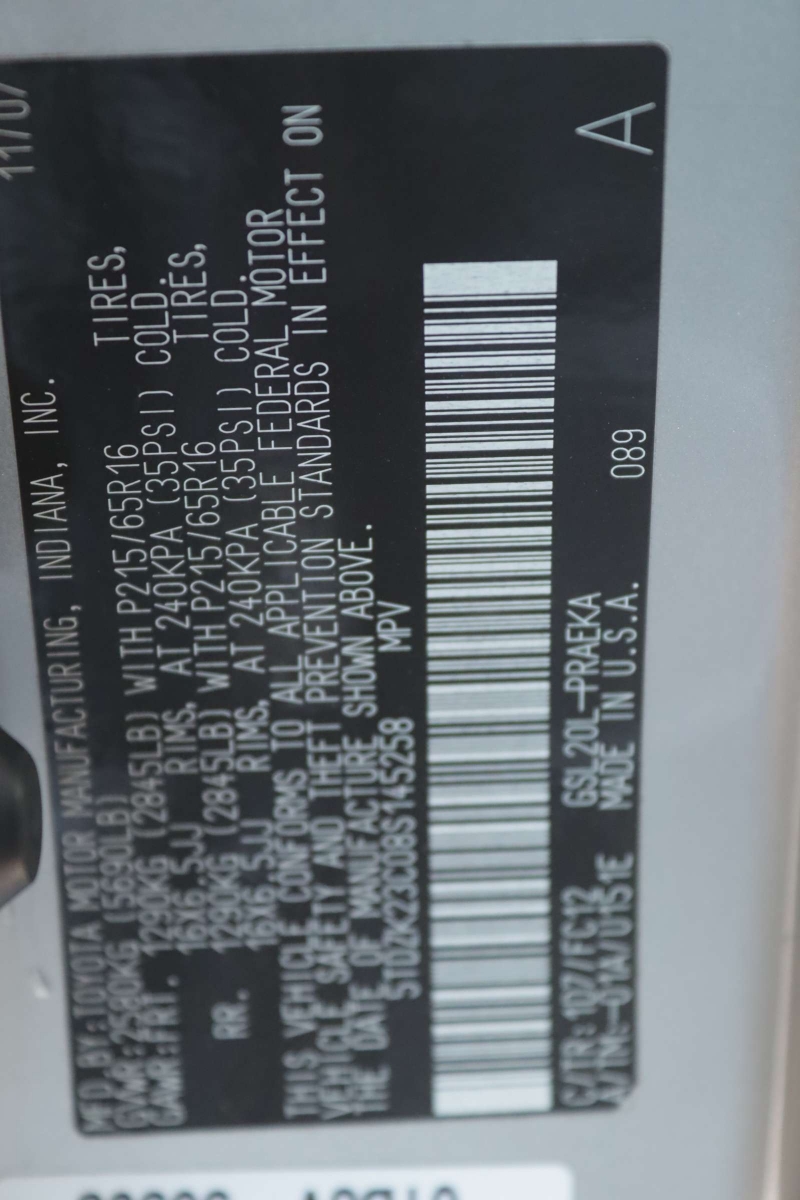 MFD. BY: TOYOTA MOTOR MANUFACTURING, INDIANA, INC. 11/07
GVWR: 2580KG (5690LB)
GAWR: FRT. 1290KG (2845LB) WITH P215/65R16 TIRES,
16X6.5JJ RIMS, AT 240KPA (35PSI) COLD.
RR. 1290KG (2845LB) WITH P215/65R16 TIRES,
16X6.5JJ RIMS, AT 240KPA (35PSI) COLD.
THIS VEHICLE CONFORMS TO ALL APPLICABLE FEDERAL MOTOR
VEHICLE SAFETY AND THEFT PREVENTION STANDARDS IN EFFECT ON
THE DATE OF MANUFACTURE SHOWN ABOVE.
5TDZK23C08S145258 MPV
C/TR: 1D7/FC12 GSL20L-PRAEKA 089 A
A/TM:-01A/U151E MADE IN U.S.A.